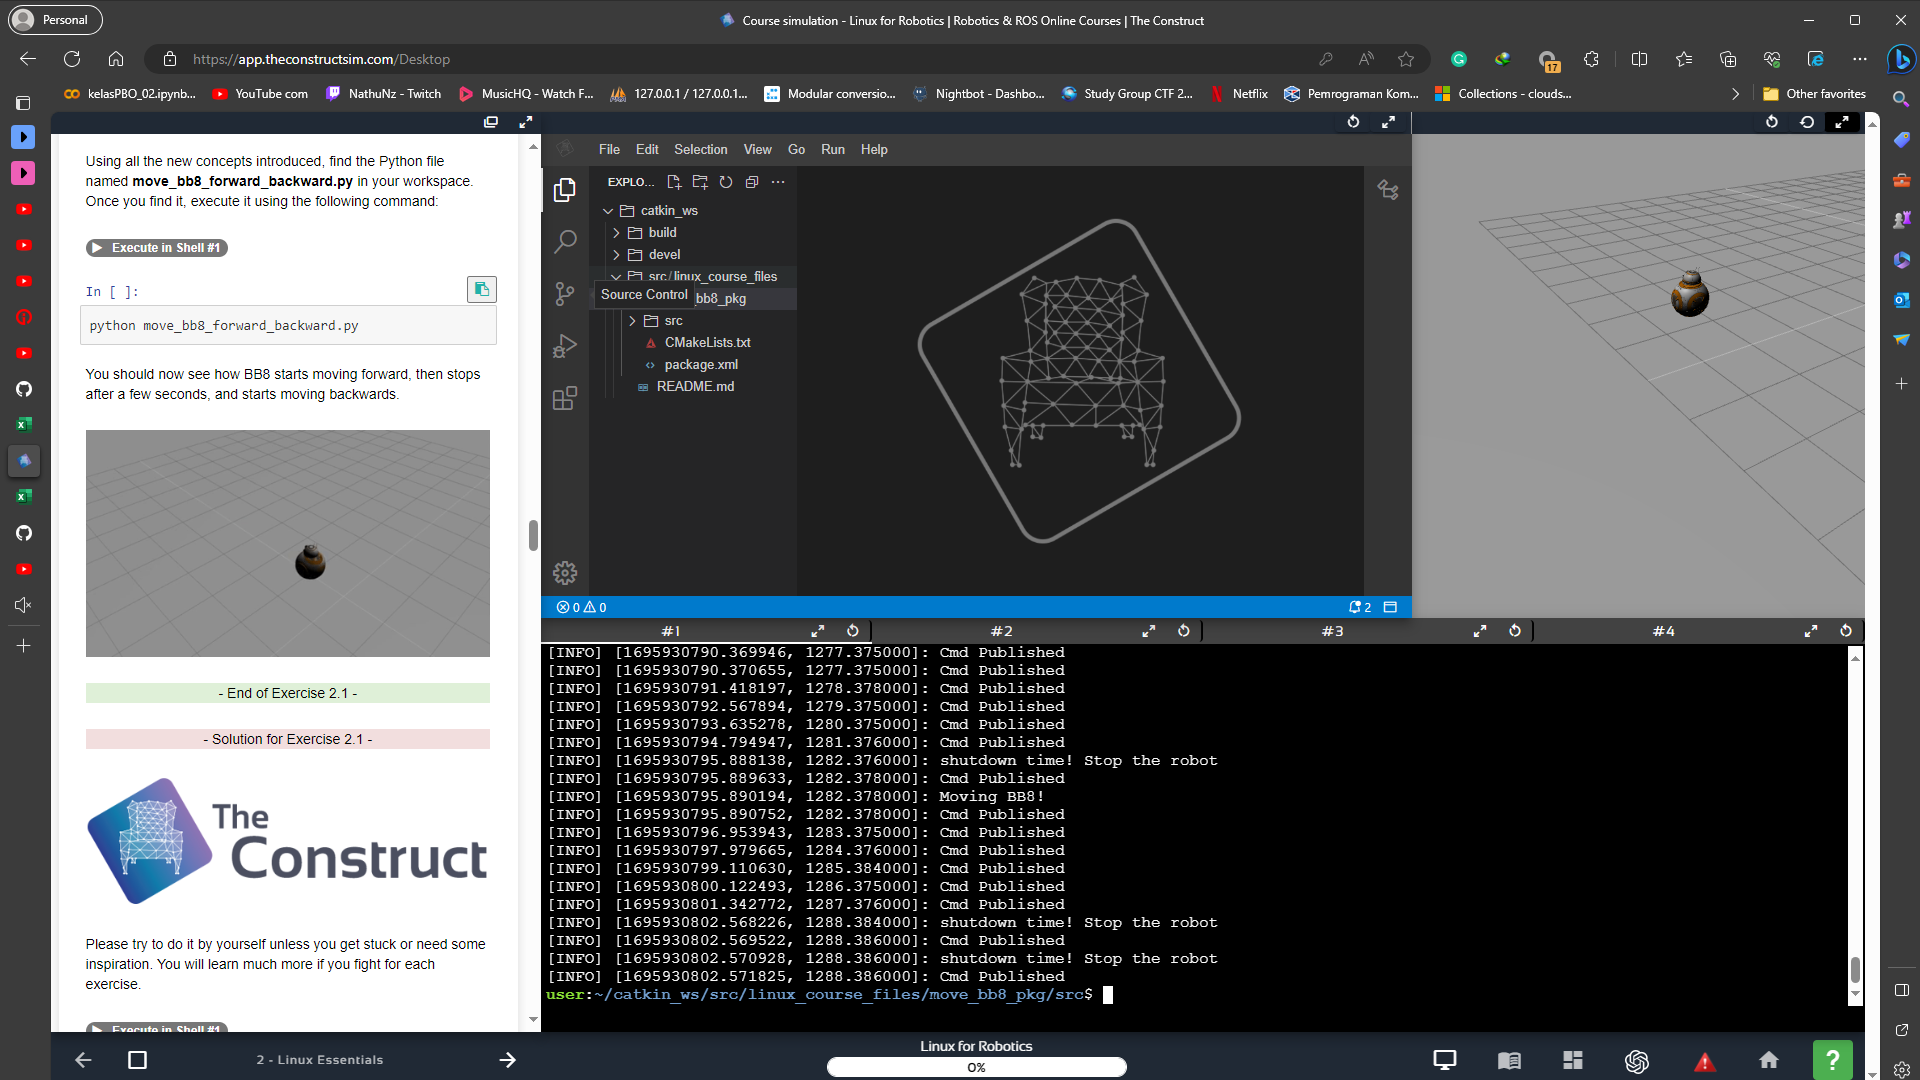 Personal
Course simulation - Linux for Robotics | Robotics & ROS Online Courses | The Construct
https://app.theconstructsim.com/Desktop
17
kelasPBO_02.ipynb...
YouTube com
NathuNz - Twitch
MusicHQ - Watch F...
127.0.0.1 / 127.0.0.1...
Modular conversio...
Nightbot - Dashbo...
Study Group CTF 2...
Netflix
Pemrograman Kom...
Collections - clouds...
Other favorites
Using all the new concepts introduced, find the Python file
named move_bb8_forward_backward.py in your workspace.
Once you find it, execute it using the following command:
Execute in Shell #1
In [ ]:
python move_bb8_forward_backward.py
You should now see how BB8 starts moving forward, then stops
after a few seconds, and starts moving backwards.
- End of Exercise 2.1 -
- Solution for Exercise 2.1 -
The
Construct
Please try to do it by yourself unless you get stuck or need some
inspiration. You will learn much more if you fight for each
exercise.
Execute in Shell #1
File Edit Selection View Go Run Help
EXPLO...
catkin_ws
build
devel
src/linux_course_files
Source Control
bb8_pkg
src
CMakeLists.txt
package.xml
README.md
0 0
2
#1
#2
#3
#4
[INFO] [1695930790.369946, 1277.375000]: Cmd Published
[INFO] [1695930790.370655, 1277.375000]: Cmd Published
[INFO] [1695930791.418197, 1278.378000]: Cmd Published
[INFO] [1695930792.567894, 1279.375000]: Cmd Published
[INFO] [1695930793.635278, 1280.375000]: Cmd Published
[INFO] [1695930794.794947, 1281.376000]: Cmd Published
[INFO] [1695930795.888138, 1282.376000]: shutdown time! Stop the robot
[INFO] [1695930795.889633, 1282.378000]: Cmd Published
[INFO] [1695930795.890194, 1282.378000]: Moving BB8!
[INFO] [1695930795.890752, 1282.378000]: Cmd Published
[INFO] [1695930796.953943, 1283.375000]: Cmd Published
[INFO] [1695930797.979665, 1284.376000]: Cmd Published
[INFO] [1695930799.110630, 1285.384000]: Cmd Published
[INFO] [1695930800.122493, 1286.375000]: Cmd Published
[INFO] [1695930801.342772, 1287.376000]: Cmd Published
[INFO] [1695930802.568226, 1288.384000]: shutdown time! Stop the robot
[INFO] [1695930802.569522, 1288.386000]: Cmd Published
[INFO] [1695930802.570928, 1288.386000]: shutdown time! Stop the robot
[INFO] [1695930802.571825, 1288.386000]: Cmd Published
user:~/catkin_ws/src/linux_course_files/move_bb8_pkg/src$
2 - Linux Essentials
Linux for Robotics
0%
?